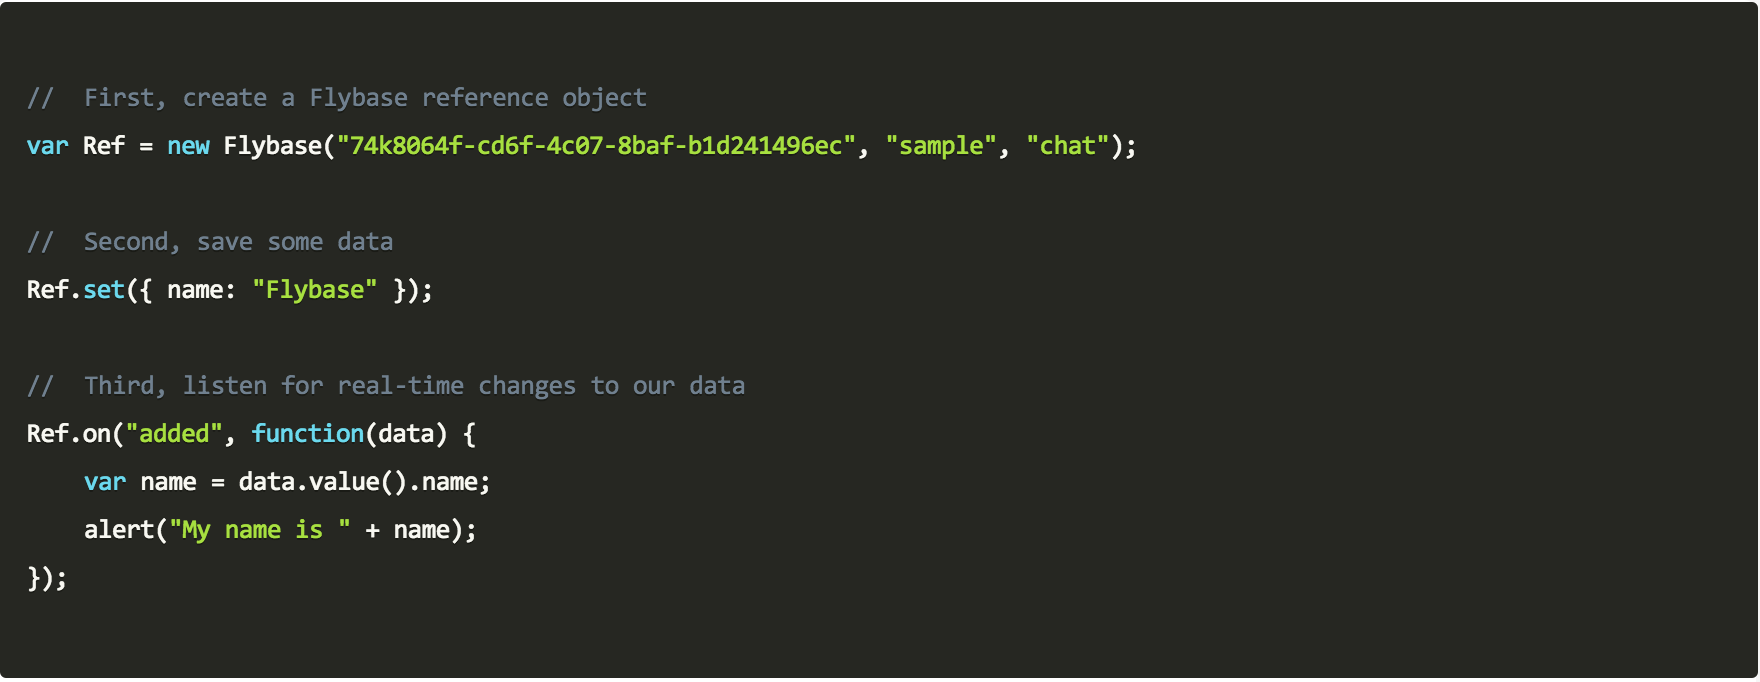 //  First, create a Flybase reference object
var Ref = new Flybase("74k8064f-cd6f-4c07-8baf-b1d241496ec", "sample", "chat");
//  Second, save some data
Ref.set({ name: "Flybase" });
//  Third, listen for real-time changes to our data
Ref.on("added", function(data) {
    var name = data.value().name;
    alert("My name is " + name);
});